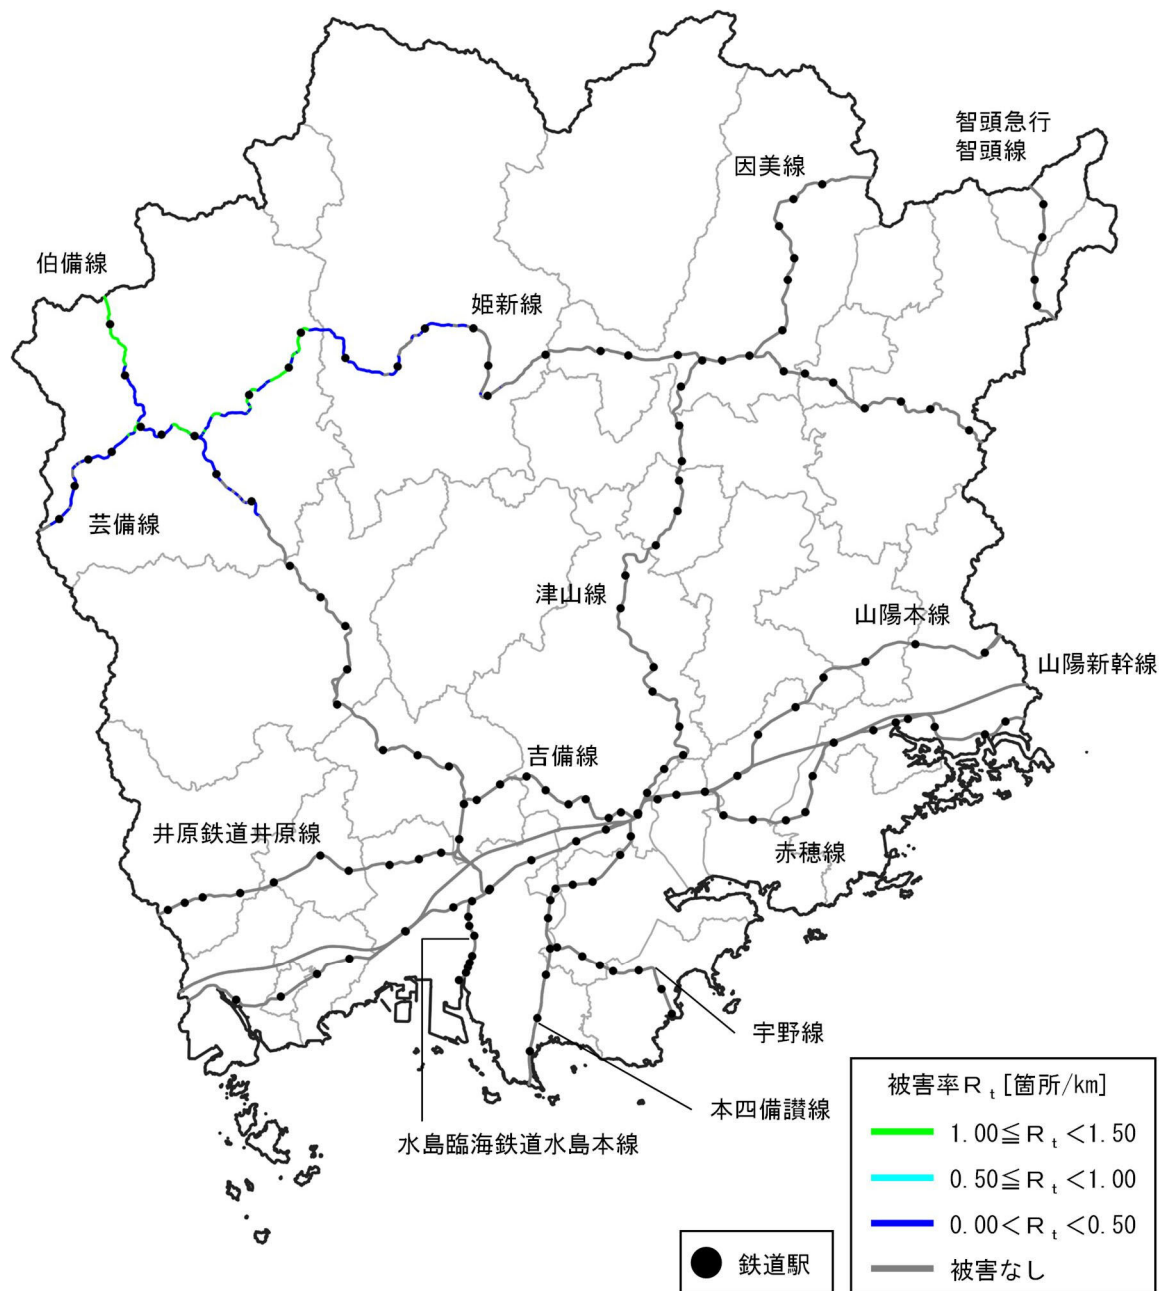 智頭急行
智頭線
因美線
伯備線
姫新線
芸備線
津山線
山陽本線
山陽新幹線
吉備線
井原鉄道井原線
赤穂線
宇野線
本四備讃線
水島臨海鉄道水島本線
被害率Ｒｔ[箇所/km]
1.00≦Ｒｔ＜1.50
0.50≦Ｒｔ＜1.00
0.00＜Ｒｔ＜0.50
被害なし
鉄道駅